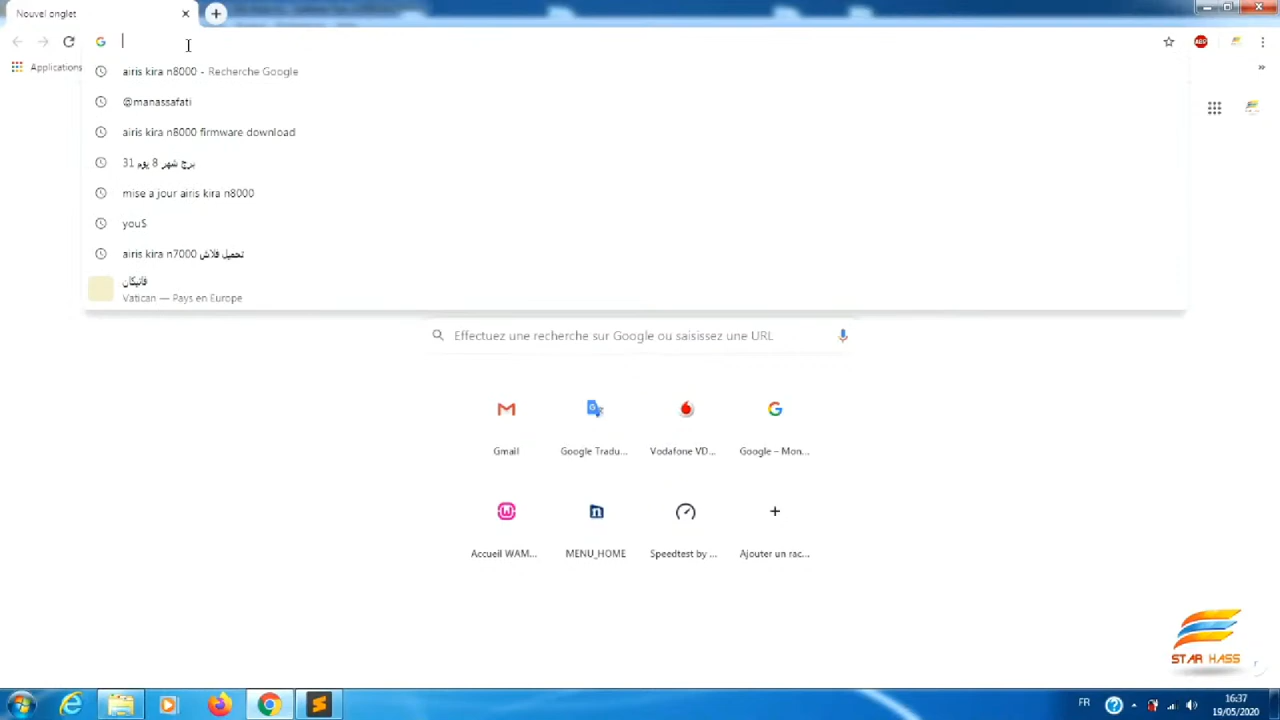 Nouvel onglet
Applications
airis kira n8000 - Recherche Google
@manassafati
airis kira n8000 firmware download
برج شهر 8 يوم 31
mise a jour airis kira n8000
you$
airis kira n7000 تحميل فلاش
فاتيكان
Vatican — Pays en Europe
Effectuez une recherche sur Google ou saisissez une URL
Gmail
Google Tradu...
Vodafone VD...
Google – Mon...
Accueil WAM...
MENU_HOME
Speedtest by ...
Ajouter un rac...
STAR HASS
FR
16:37
19/05/2020